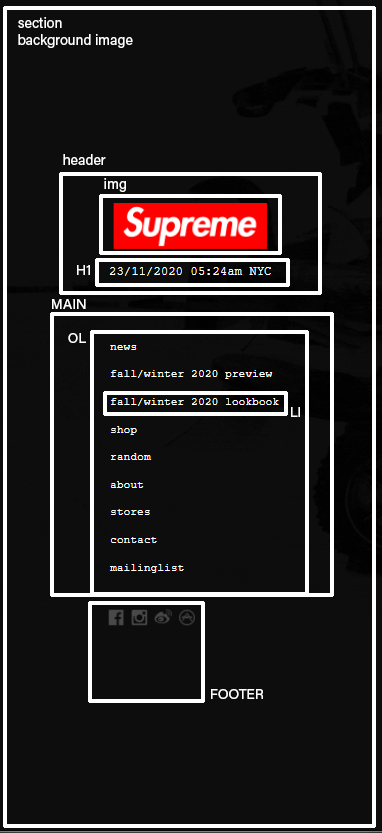 section
background image
header
img
Supreme
H1
23/11/2020 05:24am NYC
MAIN
OL
news
fall/winter 2020 preview
fall/winter 2020 lookbook
LI
shop
random
about
stores
contact
mailinglist
FOOTER